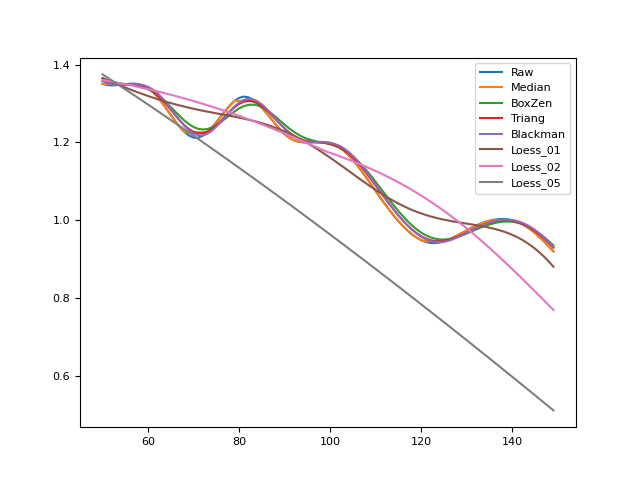 1.4
1.2
1.0
0.8
0.6
60
80
100
120
140
Raw
Median
BoxZen
Triang
Blackman
Loess_01
Loess_02
Loess_05